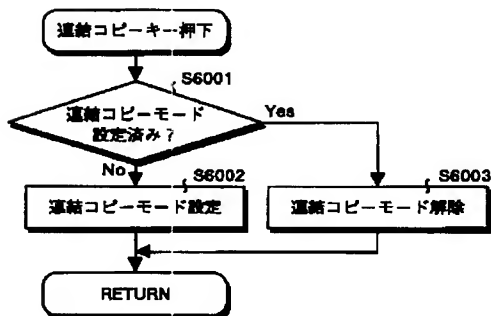 連結コピーキー押下
S6001
連結コピーモード
設定済み？
Yes
No
S6002
S6003
連結コピーモード設定
連結コピーモード解除
RETURN